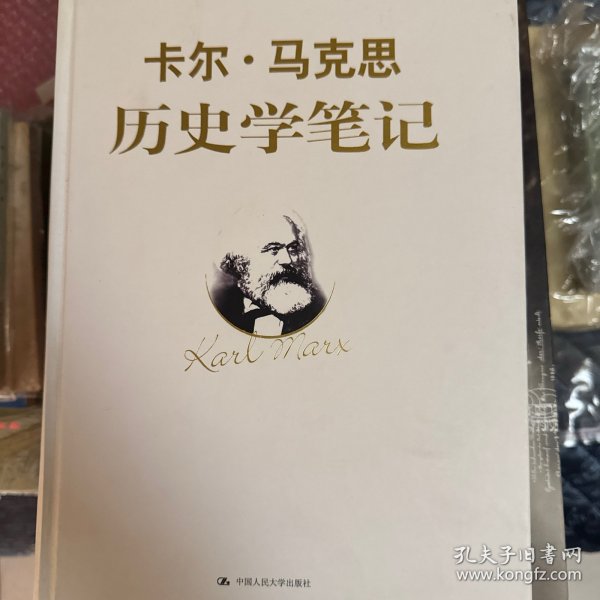 卡尔·马克思
历史学笔记
Karl Marx
中国人民大学出版社
孔夫子旧书网
www.kongfz.com